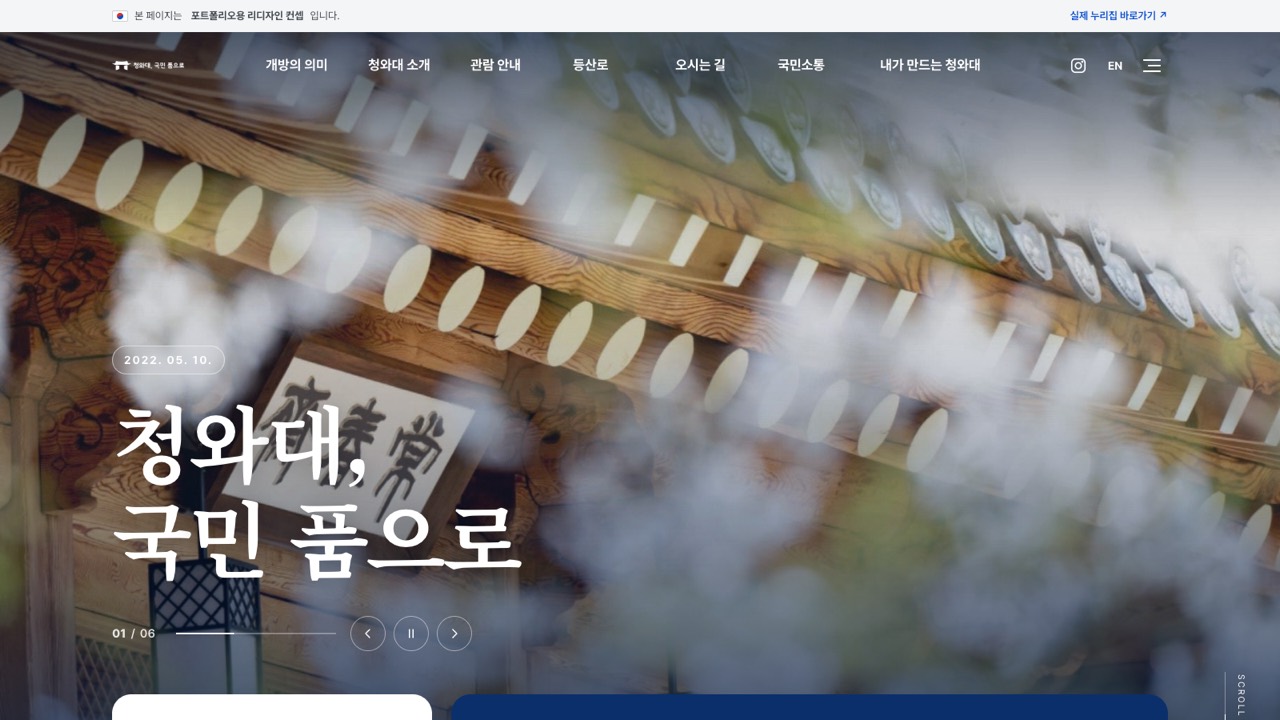 본 페이지는 포트폴리오용 리디자인 컨셉 입니다.
실제 누리집 바로가기 ↗
청와대, 국민 품으로
개방의 의미
청와대 소개
관람 안내
등산로
오시는 길
국민소통
내가 만드는 청와대
EN
2022. 05. 10.
齊春常
청와대,
국민 품으로
01 / 06
SCROLL